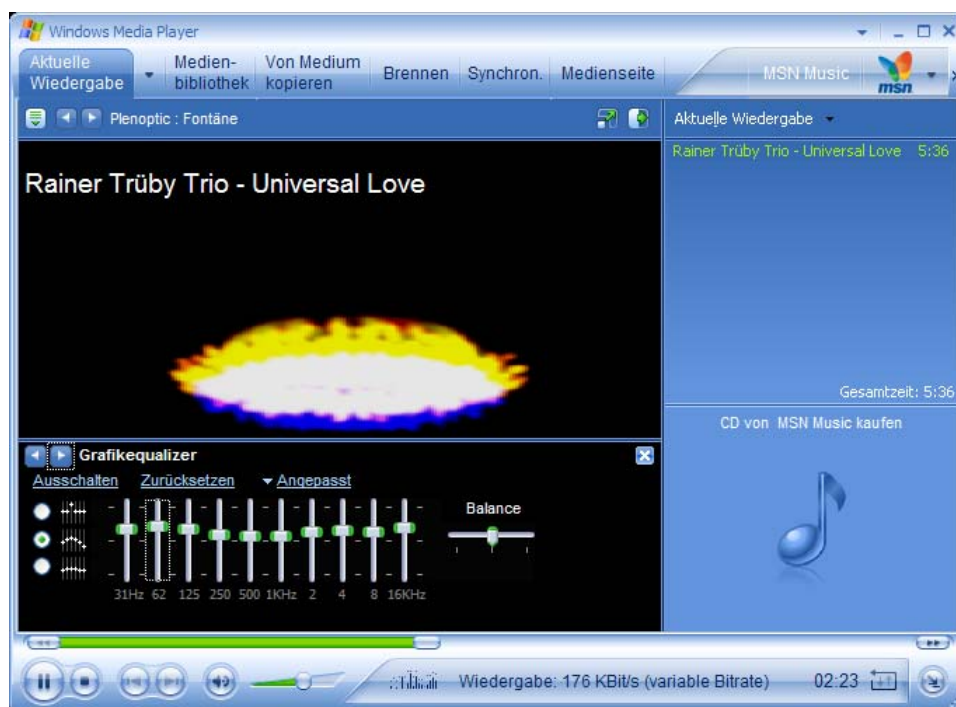 Windows Media Player
Aktuelle Wiedergabe
Medien-bibliothek
Von Medium kopieren
Brennen
Synchron.
Medienseite
MSN Music
msn
Plenoptic : Fontäne
Aktuelle Wiedergabe
Rainer Trüby Trio - Universal Love 5:36
Rainer Trüby Trio - Universal Love
Gesamtzeit: 5:36
CD von MSN Music kaufen
Grafikequalizer
Ausschalten Zurücksetzen Angepasst
Balance
31Hz 62 125 250 500 1KHz 2 4 8 16KHz
Wiedergabe: 176 KBit/s (variable Bitrate) 02:23